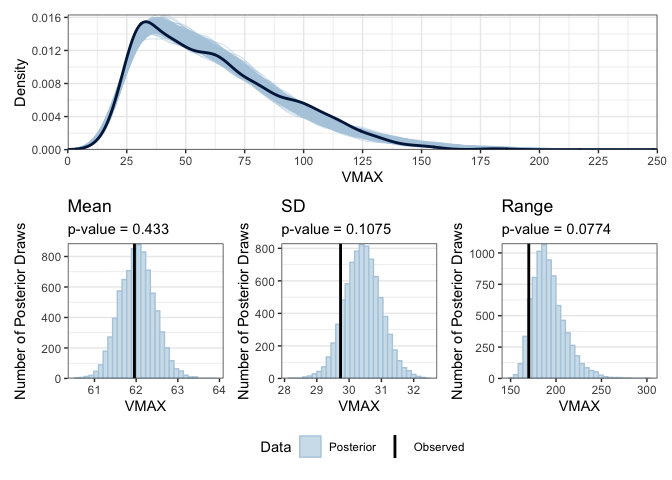 0.016
0.012
0.008
0.004
0.000
Density
0 25 50 75 100 125 150 175 200 225 250
VMAX
Mean
p-value = 0.433
Number of Posterior Draws
800
600
400
200
0
61 62 63 64
VMAX
SD
p-value = 0.1075
Number of Posterior Draws
800
600
400
200
0
28 29 30 31 32
VMAX
Range
p-value = 0.0774
Number of Posterior Draws
1000
750
500
250
0
150 200 250 300
VMAX
Data Posterior Observed